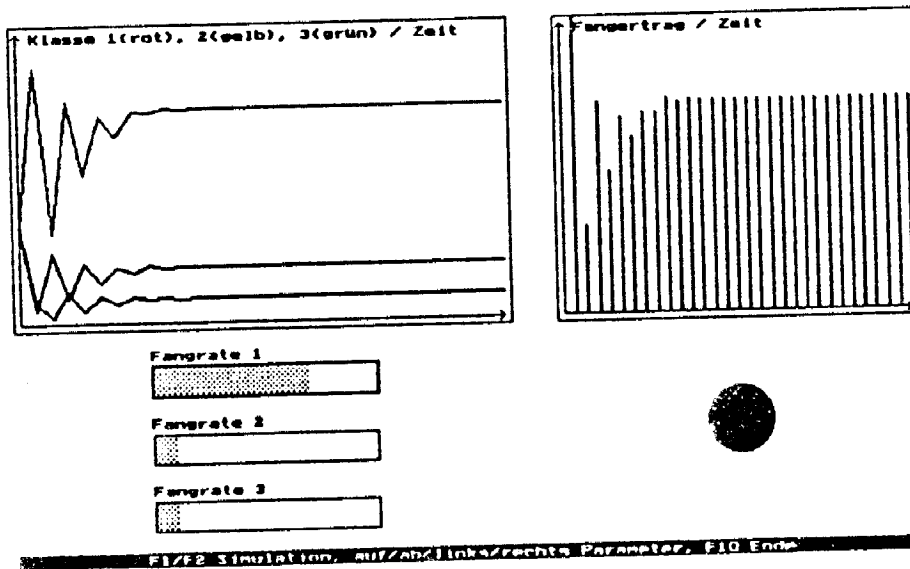 Klasse 1(rot), 2(gelb), 3(grün) / Zeit
Fangertrag / Zeit
Fangrate 1
Fangrate 2
Fangrate 3
F1/F2 Simulation, auf/ab/links/rechts Parameter, F10 Ende